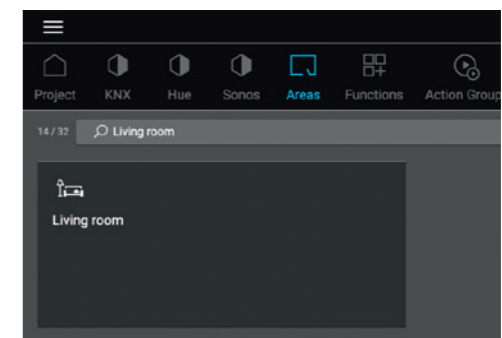 Project KNX Hue Sonos Areas Functions Action Group
14/32 Living room
Living room